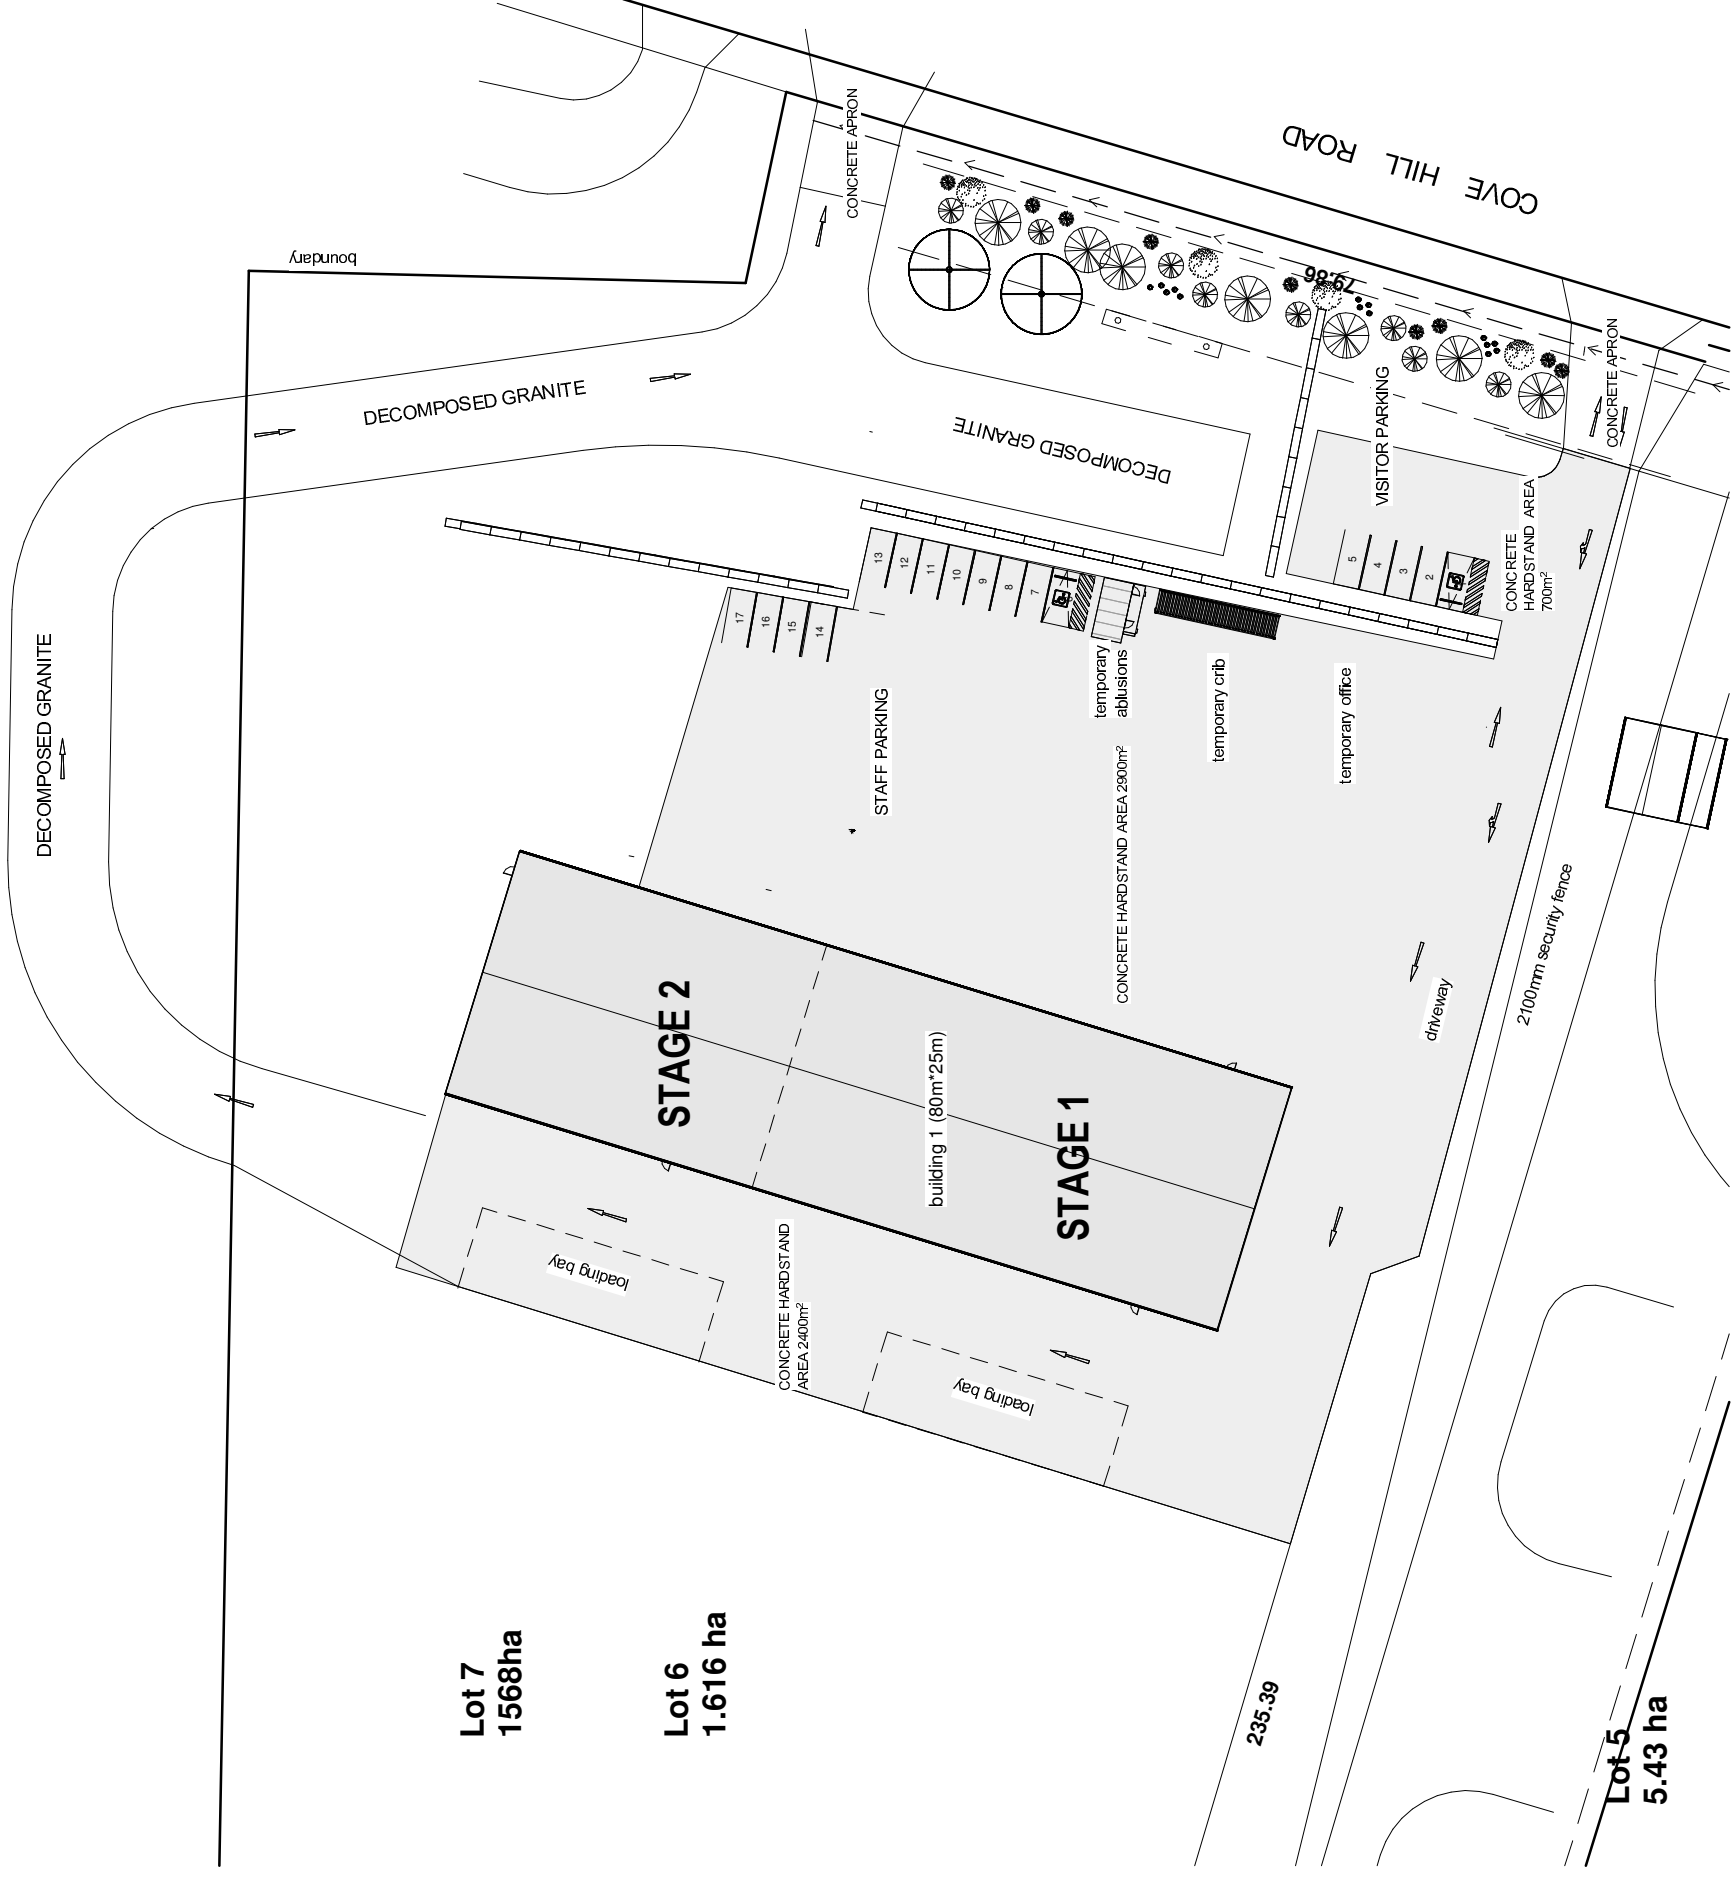 COVE HILL ROAD
CONCRETE APRON
boundary
79.86
DECOMPOSED GRANITE
DECOMPOSED GRANITE
VISITOR PARKING
CONCRETE APRON
CONCRETE
HARDSTAND AREA
700m²
13
12
11
10
9
8
7
5
4
3
2
17
16
15
14
DECOMPOSED GRANITE
temporary
ablusions
temporary crib
temporary office
STAFF PARKING
CONCRETE HARDSTAND AREA 2900m²
2100mm security fence
driveway
STAGE 2
building 1 (80m*25m)
STAGE 1
loading bay
CONCRETE HARDSTAND
AREA 2400m²
loading bay
Lot 7
1568ha
Lot 6
1.616 ha
235.39
Lot 5
5.43 ha